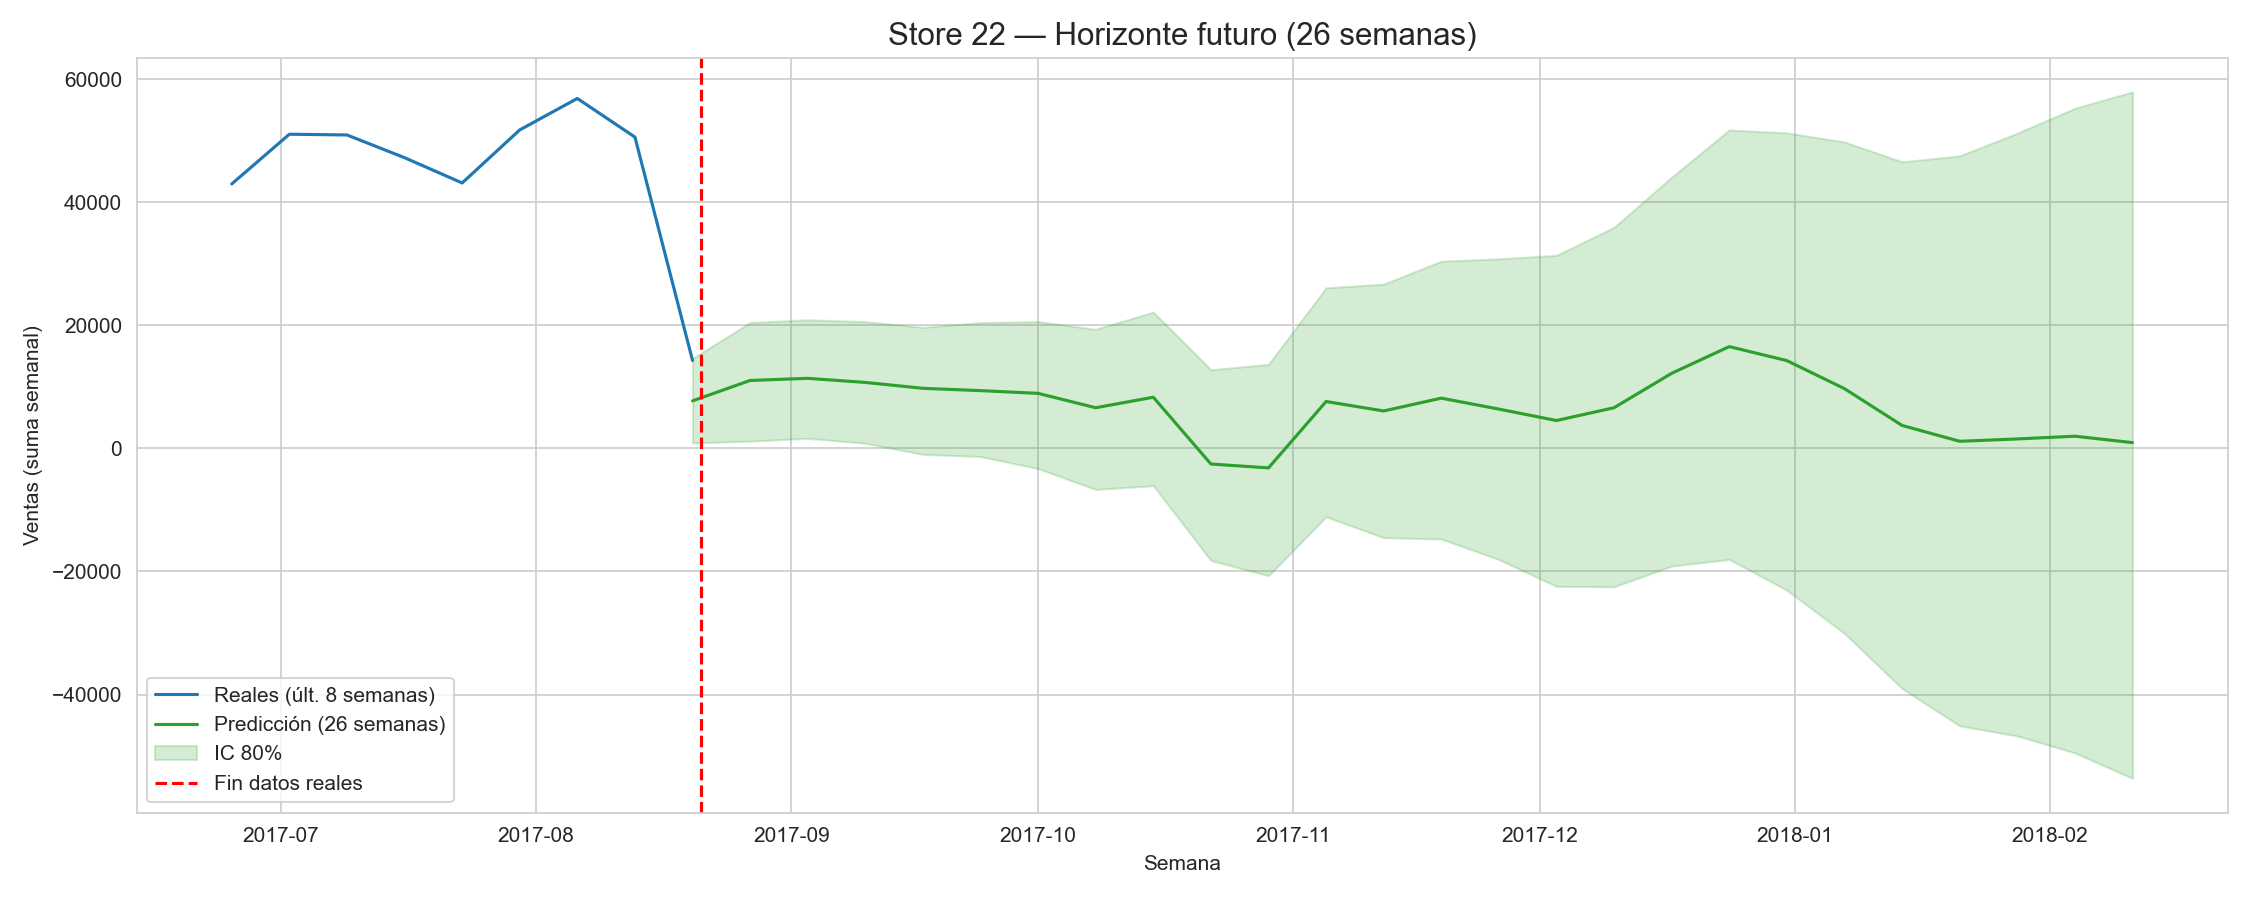 Store 22 — Horizonte futuro (26 semanas)
Ventas (suma semanal)
60000
40000
20000
0
−20000
−40000
Reales (últ. 8 semanas)
Predicción (26 semanas)
IC 80%
Fin datos reales
2017-07 2017-08 2017-09 2017-10 2017-11 2017-12 2018-01 2018-02
Semana